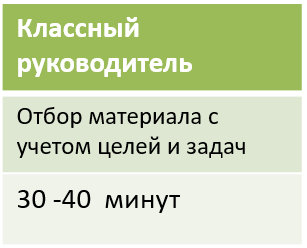 Классный
руководитель
Отбор материала с
учетом целей и задач
30 -40  минут